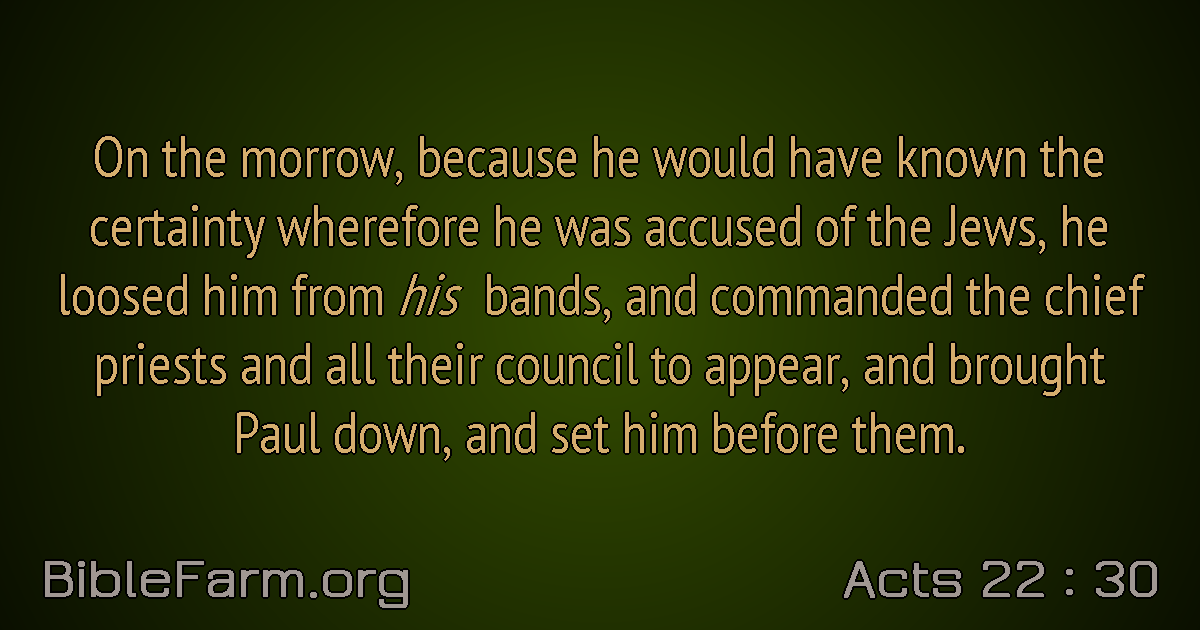 On the morrow, because he would have known the
certainty wherefore he was accused of the Jews, he
loosed him from his bands, and commanded the chief
priests and all their council to appear, and brought
Paul down, and set him before them.
BibleFarm.org
Acts 22 : 30